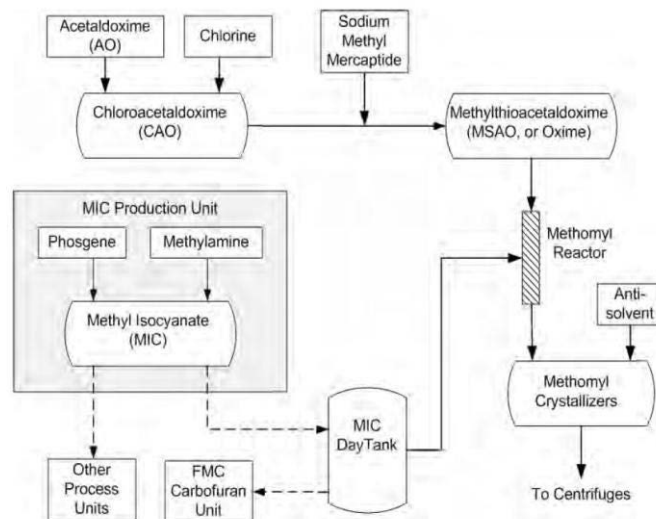 Acetaldoxime
(AO)
Chlorine
Sodium
Methyl
Mercaptide
Chloroacetaldoxime
(CAO)
Methylthioacetaldoxime
(MSAO, or Oxime)
MIC Production Unit
Phosgene
Methylamine
Methyl Isocyanate
(MIC)
Methomyl
Reactor
Anti-
solvent
Methomyl
Crystallizers
MIC
DayTank
Other
Process
Units
FMC
Carbofuran
Unit
To Centrifuges